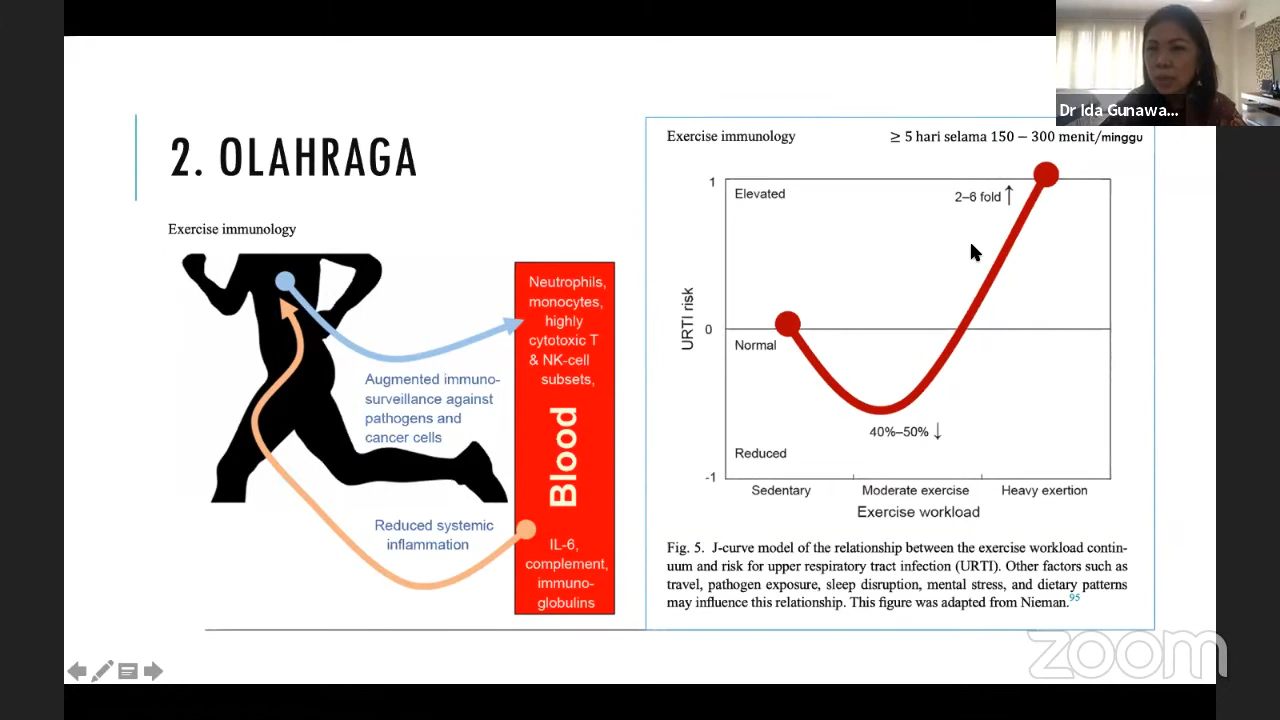 Dr Ida Gunawa...
2. OLAHRAGA
Exercise immunology
Neutrophils,
monocytes,
highly
cytotoxic T
& NK-cell
subsets,
Blood
IL-6,
complement,
immuno-
globulins
Augmented immuno-
surveillance against
pathogens and
cancer cells
Reduced systemic
inflammation
Exercise immunology
≥ 5 hari selama 150 – 300 menit/minggu
1
Elevated
2–6 fold ↑
URTI risk
0
Normal
40%–50% ↓
Reduced
-1
Sedentary
Moderate exercise
Heavy exertion
Exercise workload
Fig. 5. J-curve model of the relationship between the exercise workload contin-
uum and risk for upper respiratory tract infection (URTI). Other factors such as
travel, pathogen exposure, sleep disruption, mental stress, and dietary patterns
may influence this relationship. This figure was adapted from Nieman.95
zoom